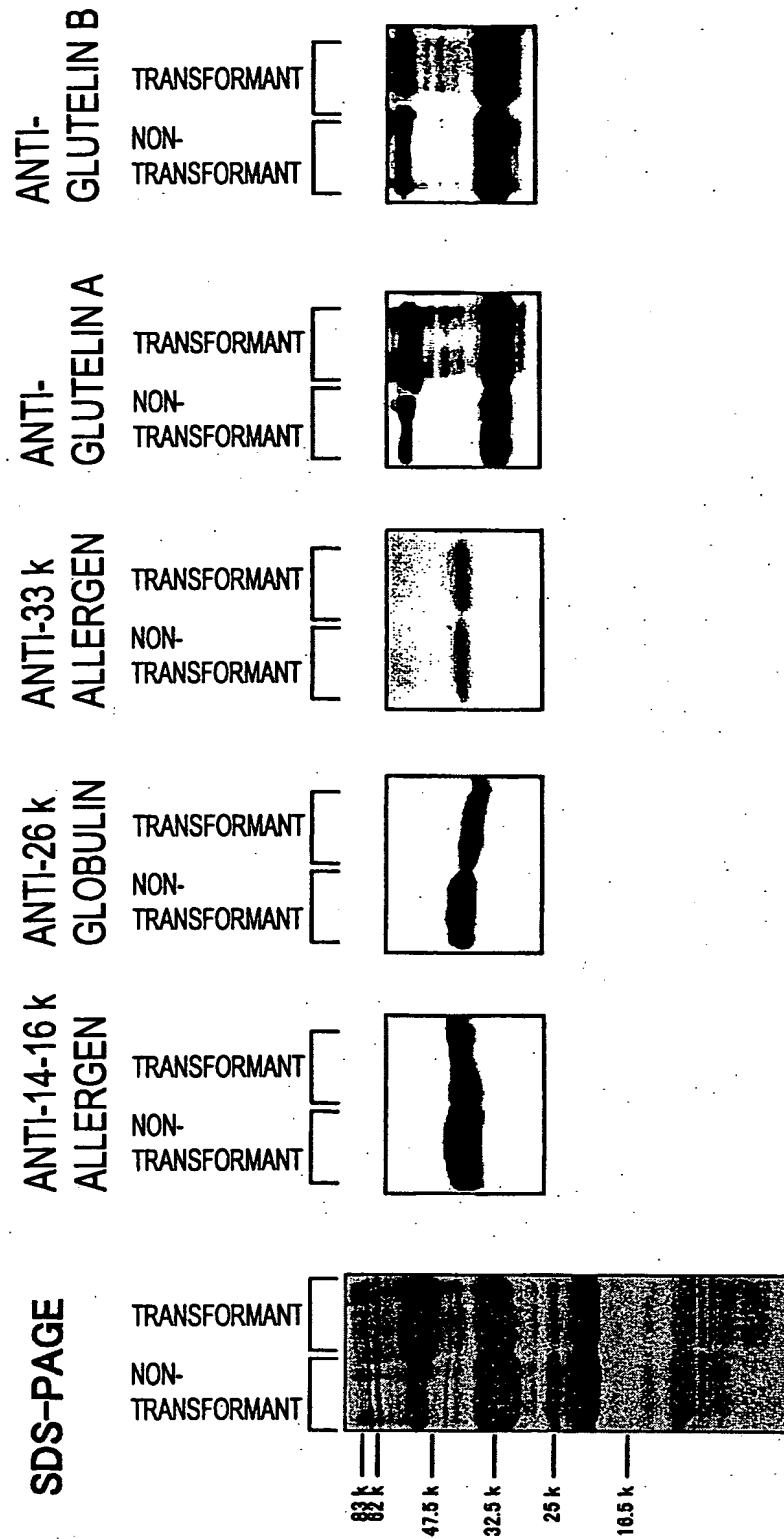 SDS-PAGE
NON-
TRANSFORMANT
TRANSFORMANT
83 k
62 k
47.5 k
32.5 k
25 k
16.5 k
ANTI-14-16 k
ALLERGEN
NON-
TRANSFORMANT
TRANSFORMANT
ANTI-26 k
GLOBULIN
NON-
TRANSFORMANT
TRANSFORMANT
ANTI-33 k
ALLERGEN
NON-
TRANSFORMANT
TRANSFORMANT
ANTI-
GLUTELIN A
NON-
TRANSFORMANT
TRANSFORMANT
ANTI-
GLUTELIN B
NON-
TRANSFORMANT
TRANSFORMANT